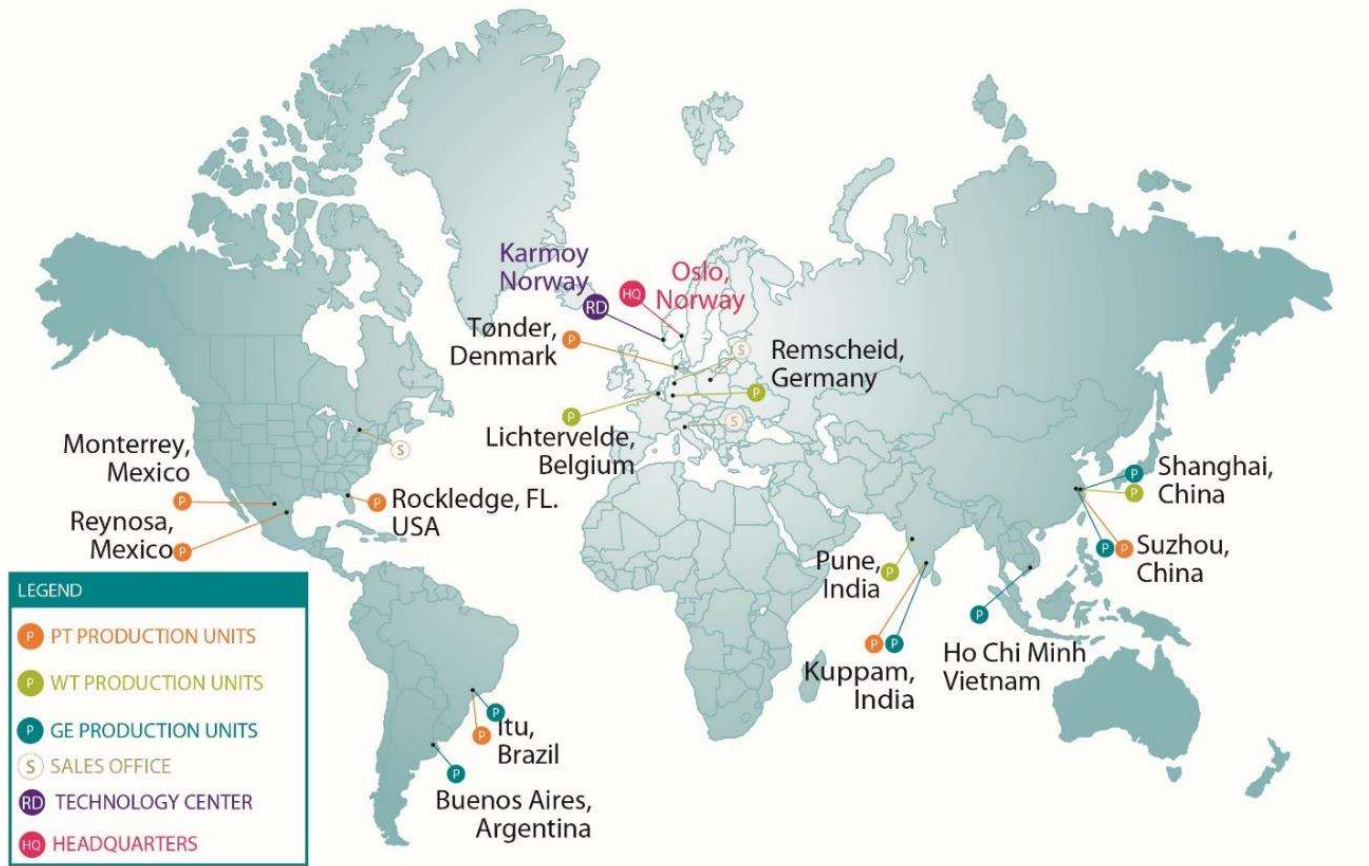 Karmoy
Norway
RD
HQ
Oslo,
Norway
Tønder,
Denmark
P
S
Remscheid,
Germany
P
P
S
Lichtervelde,
Belgium
Monterrey,
Mexico
P
S
Reynosa,
Mexico
P
P
Rockledge, FL.
USA
P
P
Shanghai,
China
P
P
Suzhou,
China
Pune,
India
P
P
P
Kuppam,
India
P
Ho Chi Minh
Vietnam
P
P
Itu,
Brazil
P
Buenos Aires,
Argentina
LEGEND
P PT PRODUCTION UNITS
P WT PRODUCTION UNITS
P GE PRODUCTION UNITS
S SALES OFFICE
RD TECHNOLOGY CENTER
HQ HEADQUARTERS